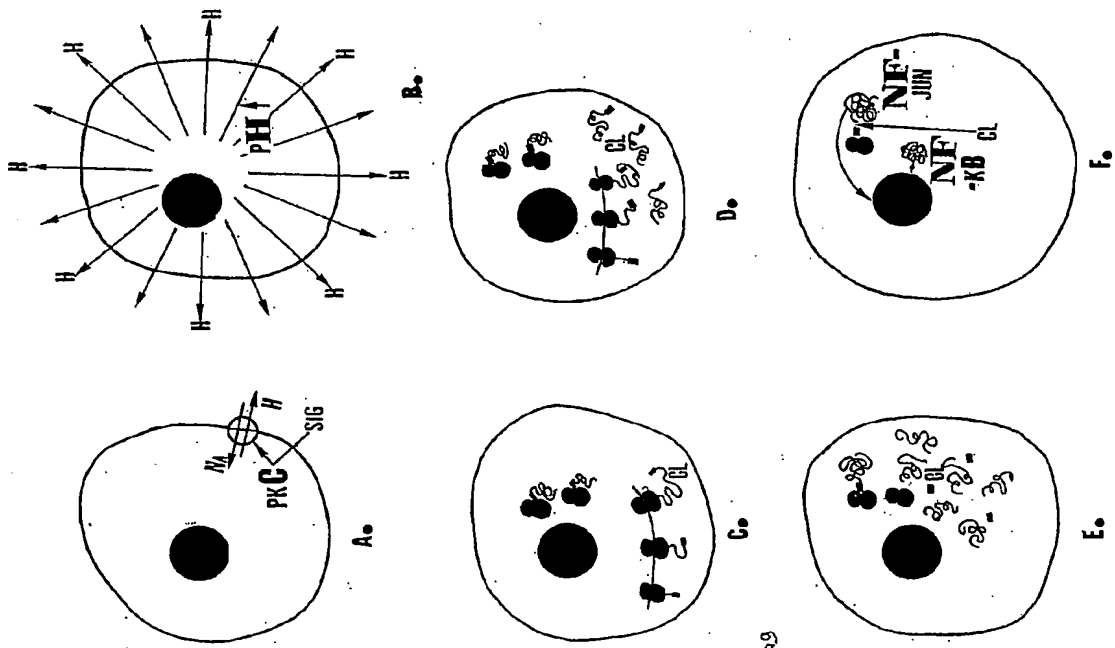 NA
H
PKC
SIG
A.
H
H
H
H
H
H
H
H
PH
B.
CL
C.
CL
D.
-CL
E.
NF-
JUN
NF
-KB
CL
F.